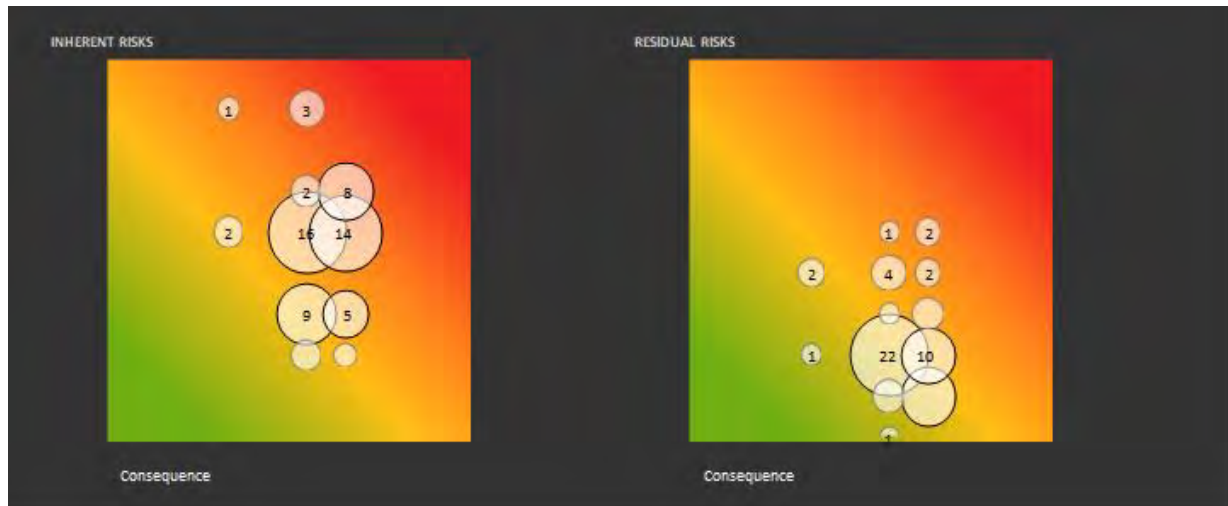 INHERENT RISKS
1 3
2 8
2 16 14
9 5
Consequence
RESIDUAL RISKS
1 2
2 4 2
1 22 10
1
Consequence